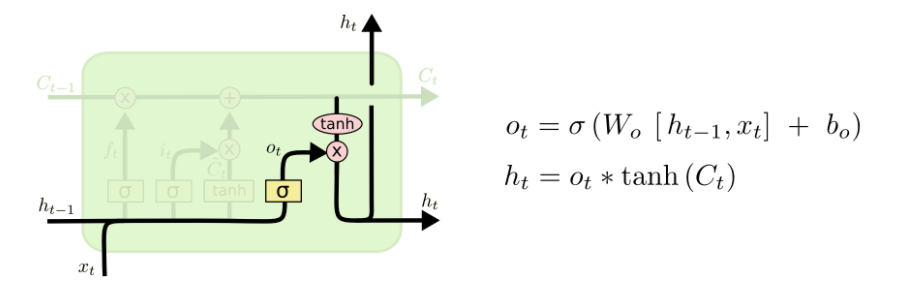 h_t
C_{t-1}
C_t
x
+
tanh
f_t
i_t
o_t
x
x
C̃_t
σ
σ
tanh
σ
h_{t-1}
h_t
x_t
o_t = σ (W_o [h_{t-1}, x_t] + b_o)
h_t = o_t * tanh (C_t)